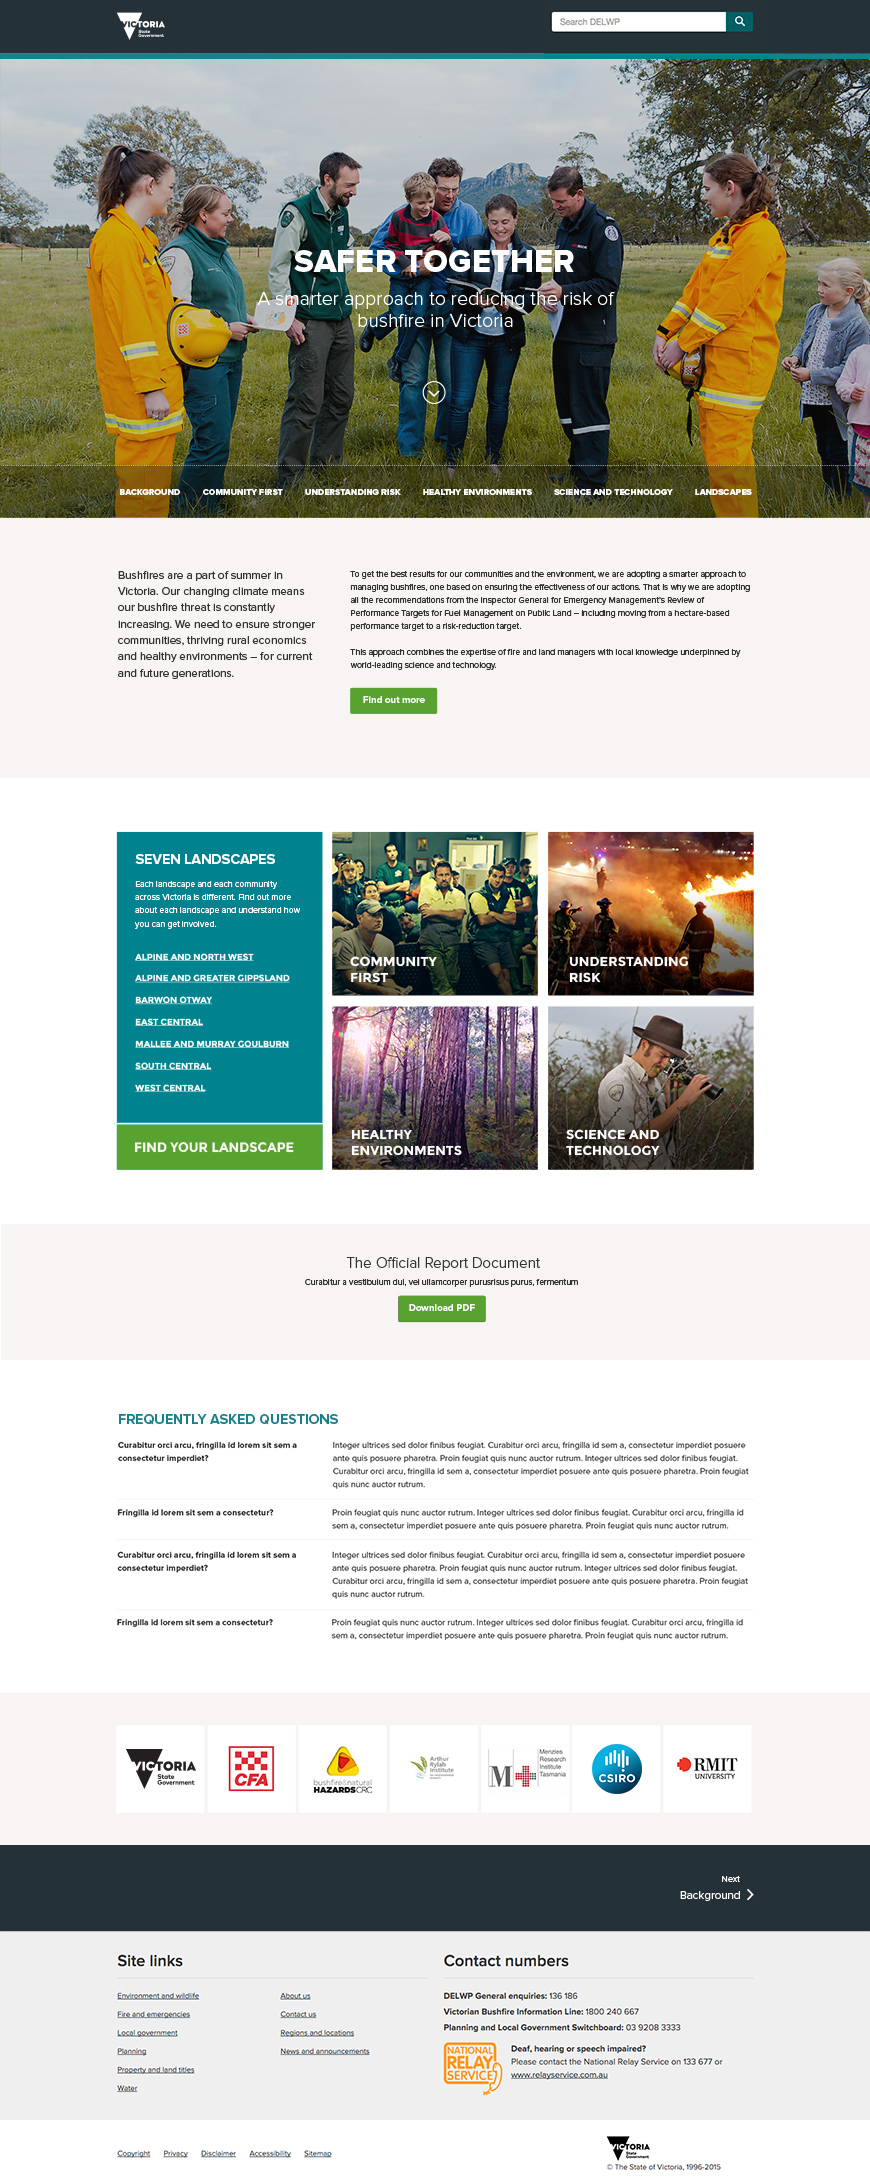 VICTORIA
State
Government
Search DELWP
SAFER TOGETHER
A smarter approach to reducing the risk of
bushfire in Victoria
BACKGROUND COMMUNITY FIRST UNDERSTANDING RISK HEALTHY ENVIRONMENTS SCIENCE AND TECHNOLOGY LANDSCAPES
Bushfires are a part of summer in
Victoria. Our changing climate means
our bushfire threat is constantly
increasing. We need to ensure stronger
communities, thriving rural economics
and healthy environments – for current
and future generations.
To get the best results for our communities and the environment, we are adopting a smarter approach to
managing bushfires, one based on ensuring the effectiveness of our actions. That is why we are adopting
all the recommendations from the Inspector General for Emergency Management's Review of
Performance Targets for Fuel Management on Public Land – including moving from a hectare-based
performance target to a risk-reduction target.
This approach combines the expertise of fire and land managers with local knowledge underpinned by
world-leading science and technology.
Find out more
SEVEN LANDSCAPES
Each landscape and each community
across Victoria is different. Find out more
about each landscape and understand how
you can get involved.
ALPINE AND NORTH WEST
ALPINE AND GREATER GIPPSLAND
BARWON OTWAY
EAST CENTRAL
MALLEE AND MURRAY GOULBURN
SOUTH CENTRAL
WEST CENTRAL
FIND YOUR LANDSCAPE
COMMUNITY
FIRST
UNDERSTANDING
RISK
HEALTHY
ENVIRONMENTS
SCIENCE AND
TECHNOLOGY
The Official Report Document
Curabitur a vestibulum dui, vel ullamcorper purusrisus purus, fermentum
Download PDF
FREQUENTLY ASKED QUESTIONS
Curabitur orci arcu, fringilla id lorem sit sem a
consectetur imperdiet?
Integer ultrices sed dolor finibus feugiat. Curabitur orci arcu, fringilla id sem a, consectetur imperdiet posuere
ante quis posuere pharetra. Proin feugiat quis nunc auctor rutrum. Integer ultrices sed dolor finibus feugiat.
Curabitur orci arcu, fringilla id sem a, consectetur imperdiet posuere ante quis posuere pharetra. Proin feugiat
quis nunc auctor rutrum.
Fringilla id lorem sit sem a consectetur?
Proin feugiat quis nunc auctor rutrum. Integer ultrices sed dolor finibus feugiat. Curabitur orci arcu, fringilla id
sem a, consectetur imperdiet posuere ante quis posuere pharetra. Proin feugiat quis nunc auctor rutrum.
Curabitur orci arcu, fringilla id lorem sit sem a
consectetur imperdiet?
Integer ultrices sed dolor finibus feugiat. Curabitur orci arcu, fringilla id sem a, consectetur imperdiet posuere
ante quis posuere pharetra. Proin feugiat quis nunc auctor rutrum. Integer ultrices sed dolor finibus feugiat.
Curabitur orci arcu, fringilla id sem a, consectetur imperdiet posuere ante quis posuere pharetra. Proin feugiat
quis nunc auctor rutrum.
Fringilla id lorem sit sem a consectetur?
Proin feugiat quis nunc auctor rutrum. Integer ultrices sed dolor finibus feugiat. Curabitur orci arcu, fringilla id
sem a, consectetur imperdiet posuere ante quis posuere pharetra. Proin feugiat quis nunc auctor rutrum.
VICTORIA
State
Government
CFA
bushfire&natural
HAZARDSCRC
Arthur
Rylah
Institute
M
Menzies
Research
Institute
Tasmania
CSIRO
RMIT
UNIVERSITY
Next
Background
Site links
Environment and wildlife
Fire and emergencies
Local government
Planning
Property and land titles
Water
About us
Contact us
Regions and locations
News and announcements
Contact numbers
DELWP General enquiries: 136 186
Victorian Bushfire Information Line: 1800 240 667
Planning and Local Government Switchboard: 03 9208 3333
NATIONAL
RELAY
SERVICE
Deaf, hearing or speech impaired?
Please contact the National Relay Service on 133 677 or
www.relayservice.com.au
Copyright Privacy Disclaimer Accessibility Sitemap
VICTORIA
State
Government
© The State of Victoria, 1996-2015